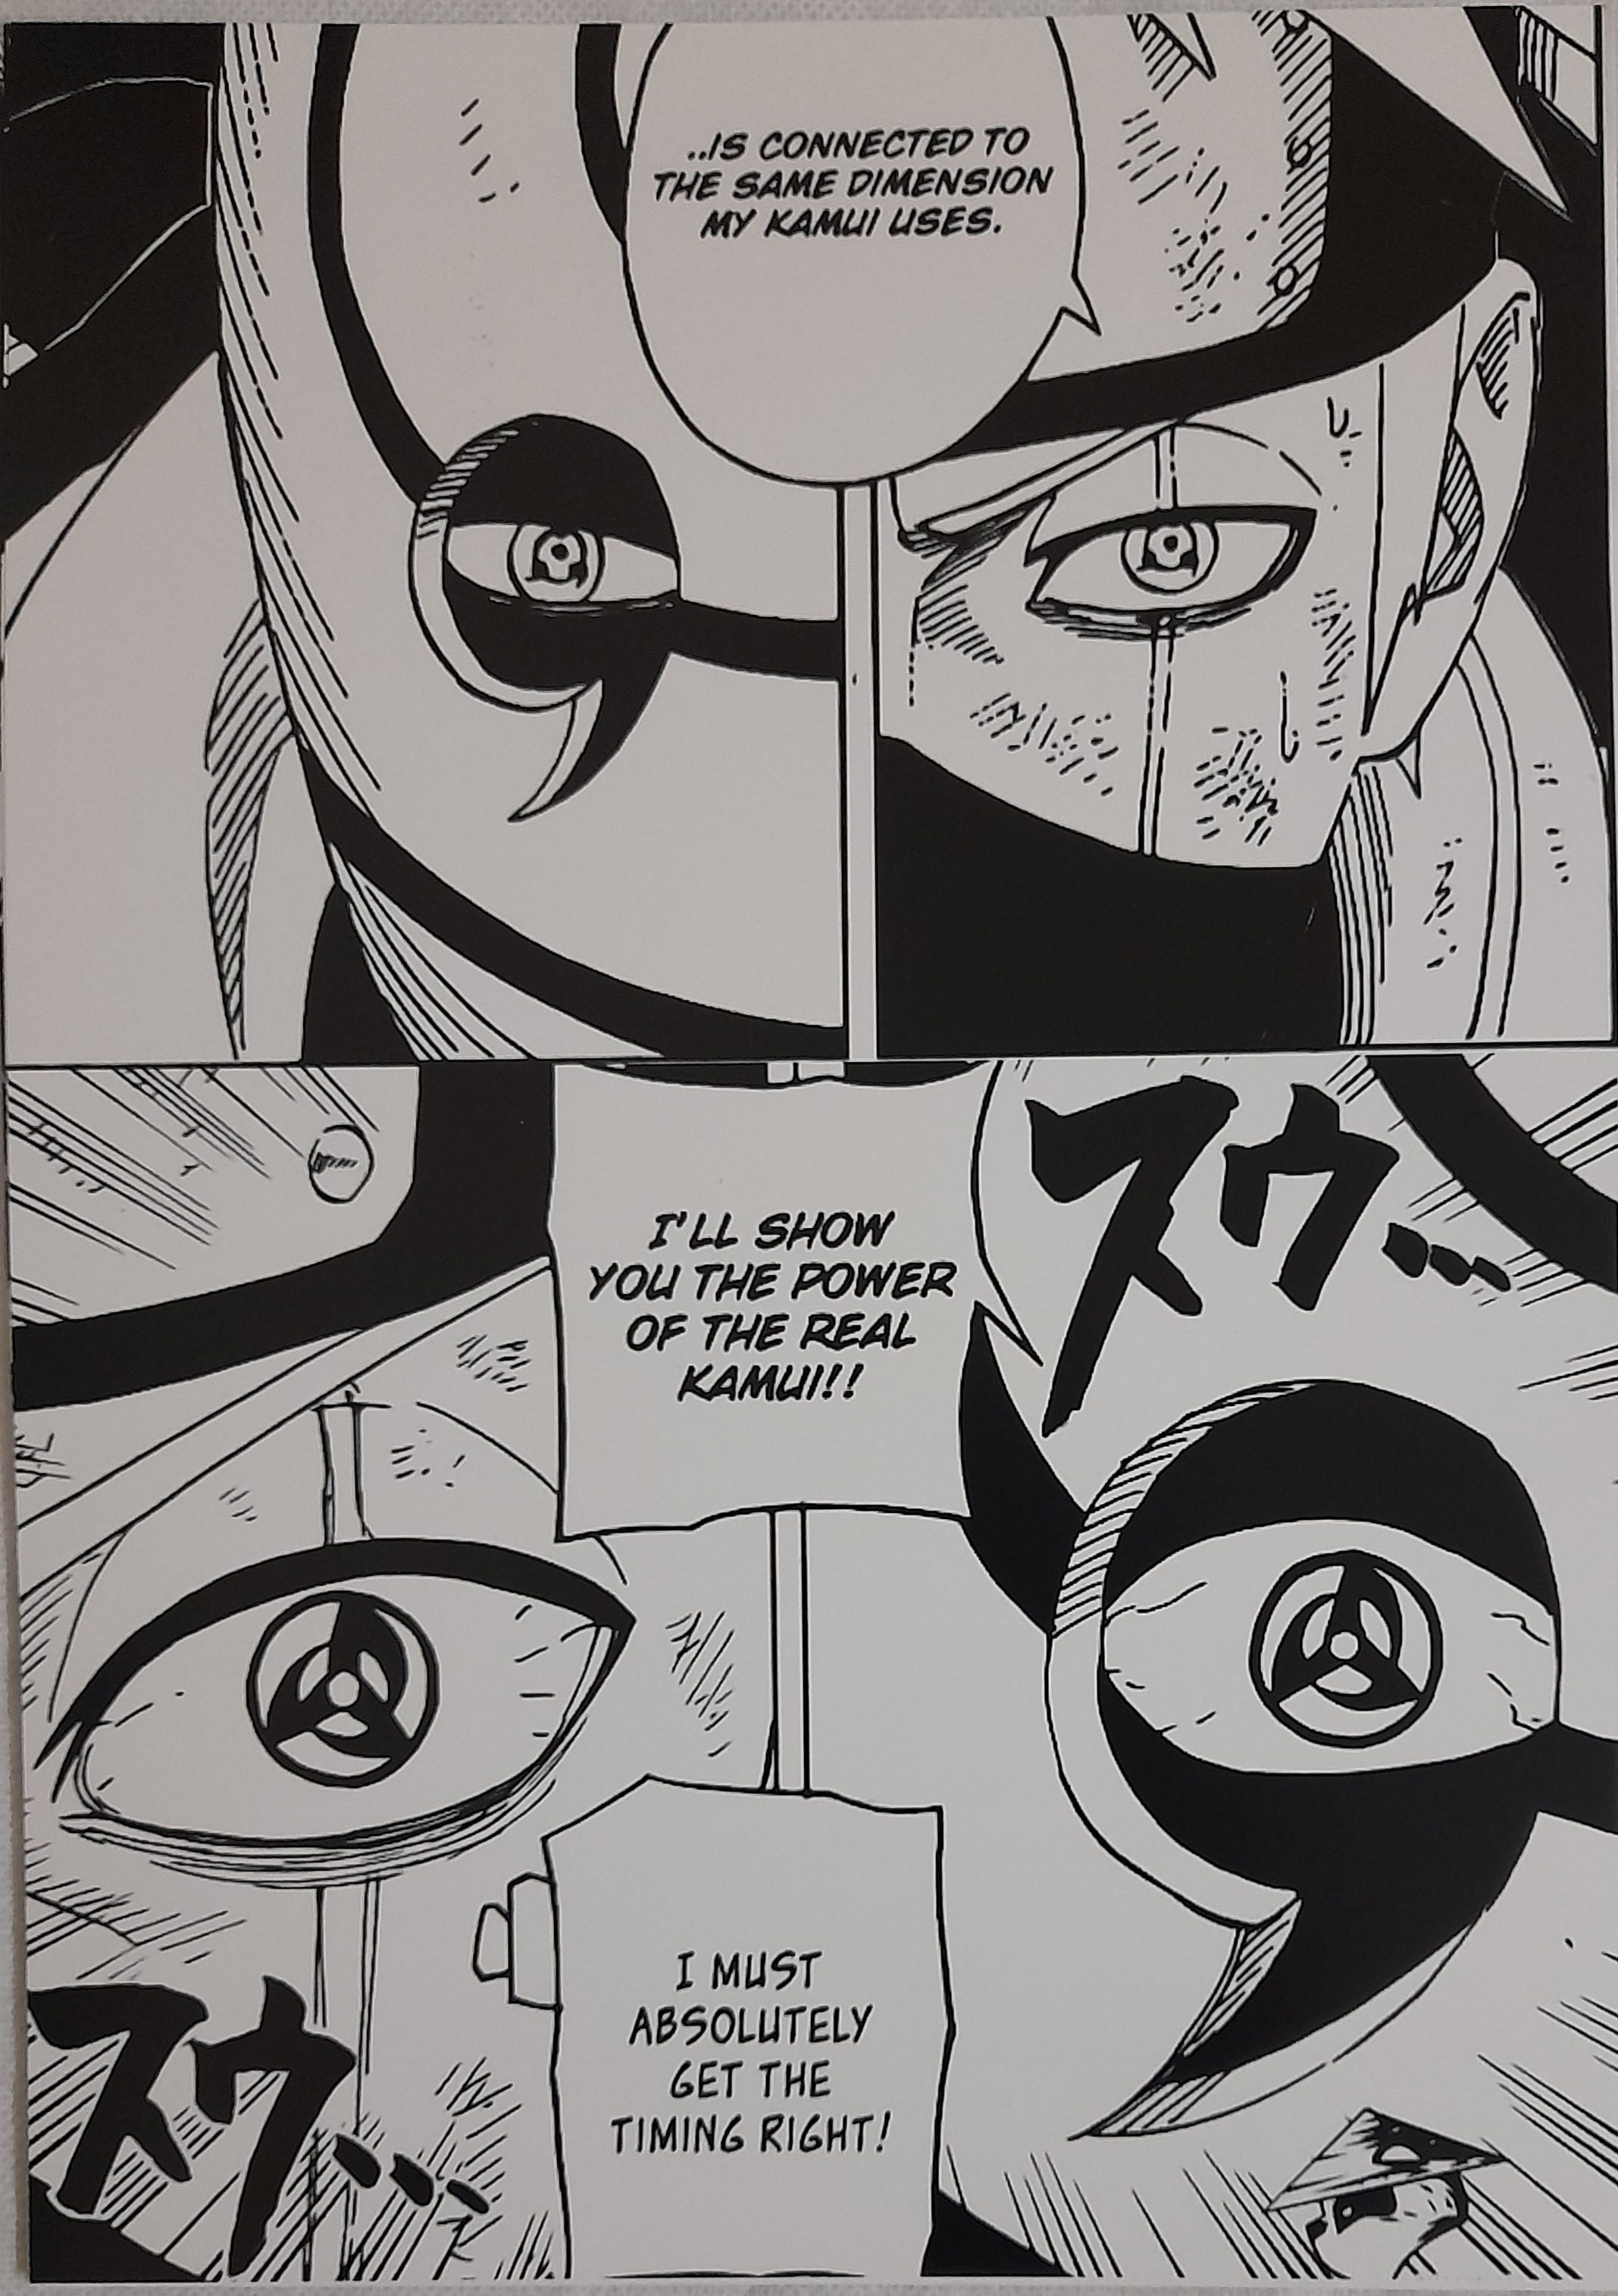 ..IS CONNECTED TO
THE SAME DIMENSION
MY KAMUI USES.
スウ...
I'LL SHOW
YOU THE POWER
OF THE REAL
KAMUI!!
スウ...
I MUST
ABSOLUTELY
GET THE
TIMING RIGHT!